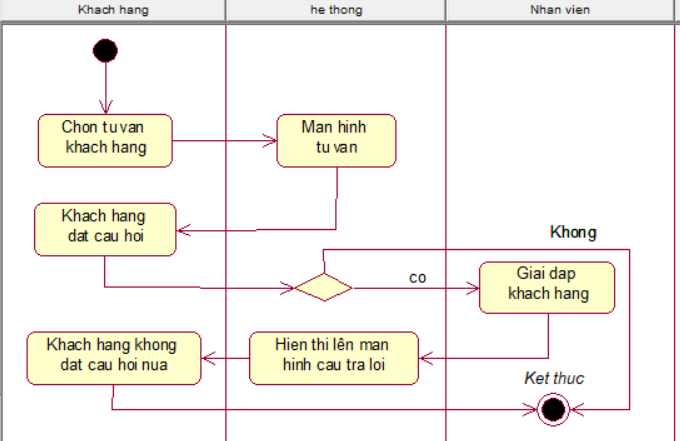 Khach hang
he thong
Nhan vien
Chon tu van
khach hang
Man hinh
tu van
Khach hang
dat cau hoi
Khong
co
Giai dap
khach hang
Khach hang khong
dat cau hoi nua
Hien thi lên man
hinh cau tra loi
Ket thuc